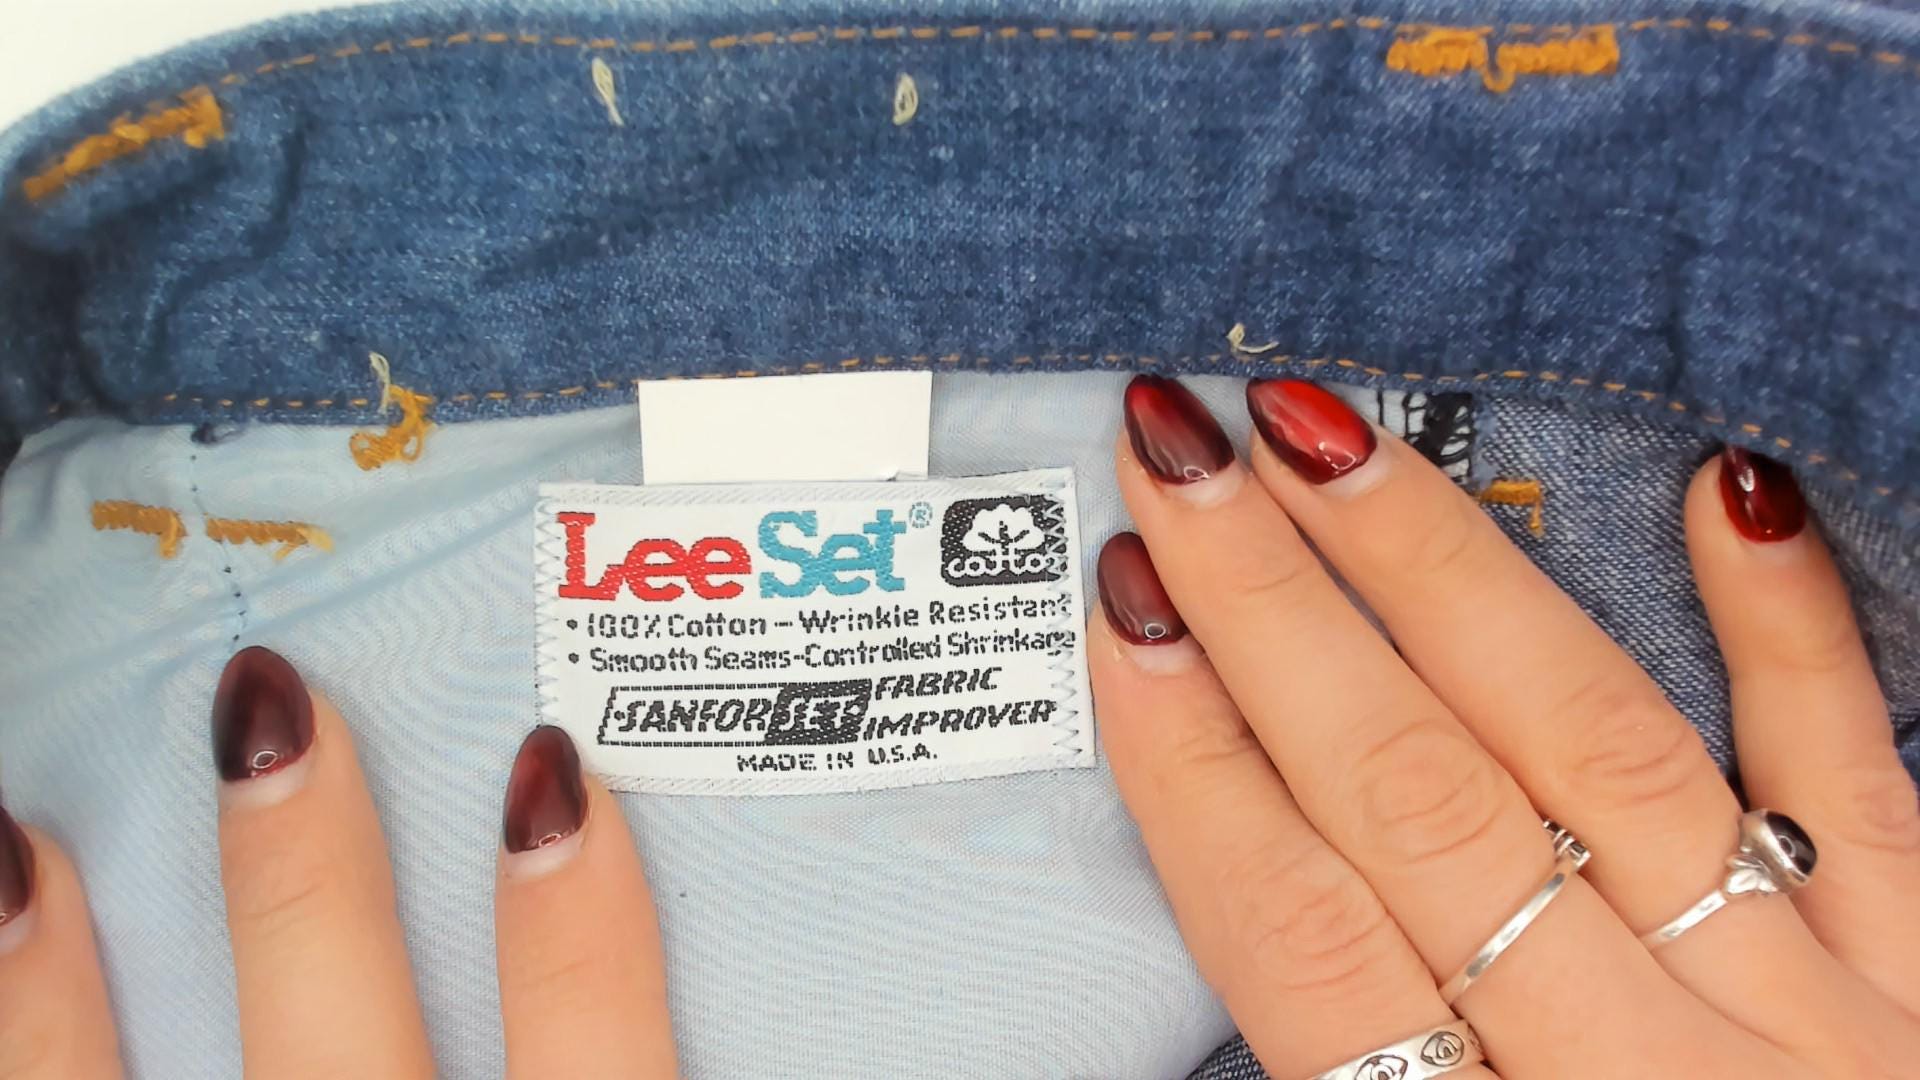 Lee Set®
cotton
• 100% Cotton - Wrinkle Resistant
• Smooth Seams-Controlled Shrinkage
SANFOR SET FABRIC
IMPROVER
MADE IN U.S.A.